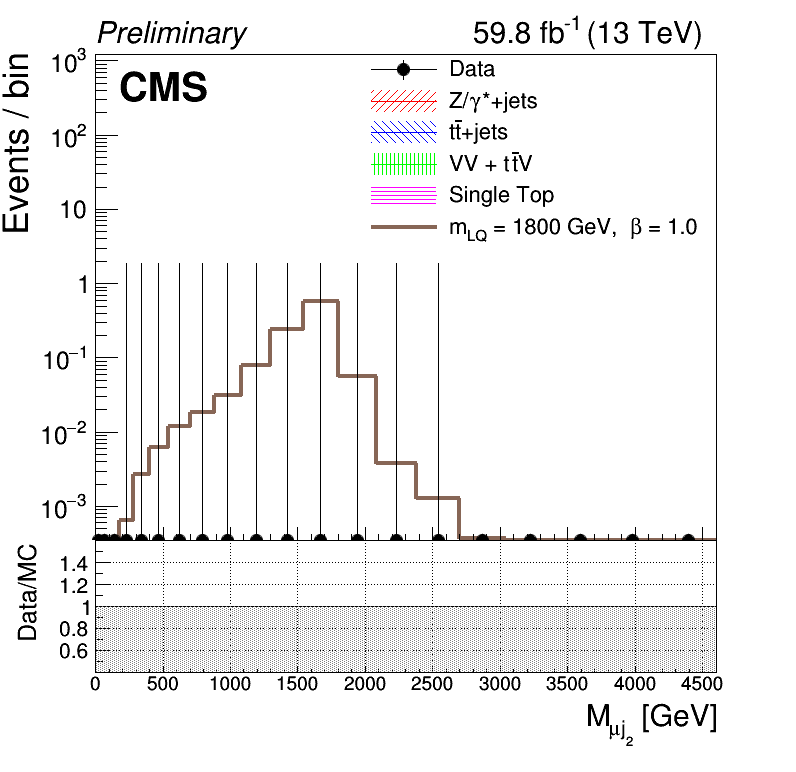 Preliminary 59.8 fb⁻¹ (13 TeV)
CMS
Data
Z/γ*+jets
tt̄+jets
VV + tt̄V
Single Top
m_LQ = 1800 GeV, β = 1.0
Events / bin
10³
10²
10
1
10⁻¹
10⁻²
10⁻³
Data/MC
1.4
1.2
1
0.8
0.6
0 500 1000 1500 2000 2500 3000 3500 4000 4500
M_μj₂ [GeV]